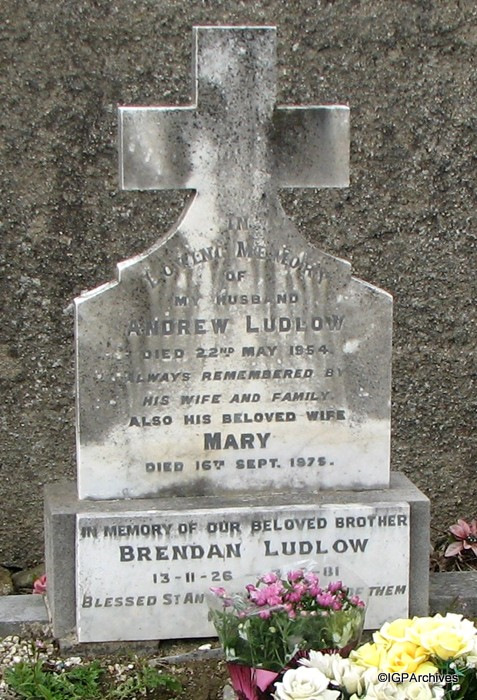 IN
LOVING MEMORY
OF
MY HUSBAND
ANDREW LUDLOW
DIED 22ND MAY 1954.
ALWAYS REMEMBERED BY
HIS WIFE AND FAMILY.
ALSO HIS BELOVED WIFE
MARY
DIED 16TH SEPT. 1975.
IN MEMORY OF OUR BELOVED BROTHER
BRENDAN LUDLOW
13-11-26 81
BLESSED ST THEM
©IGPArchives